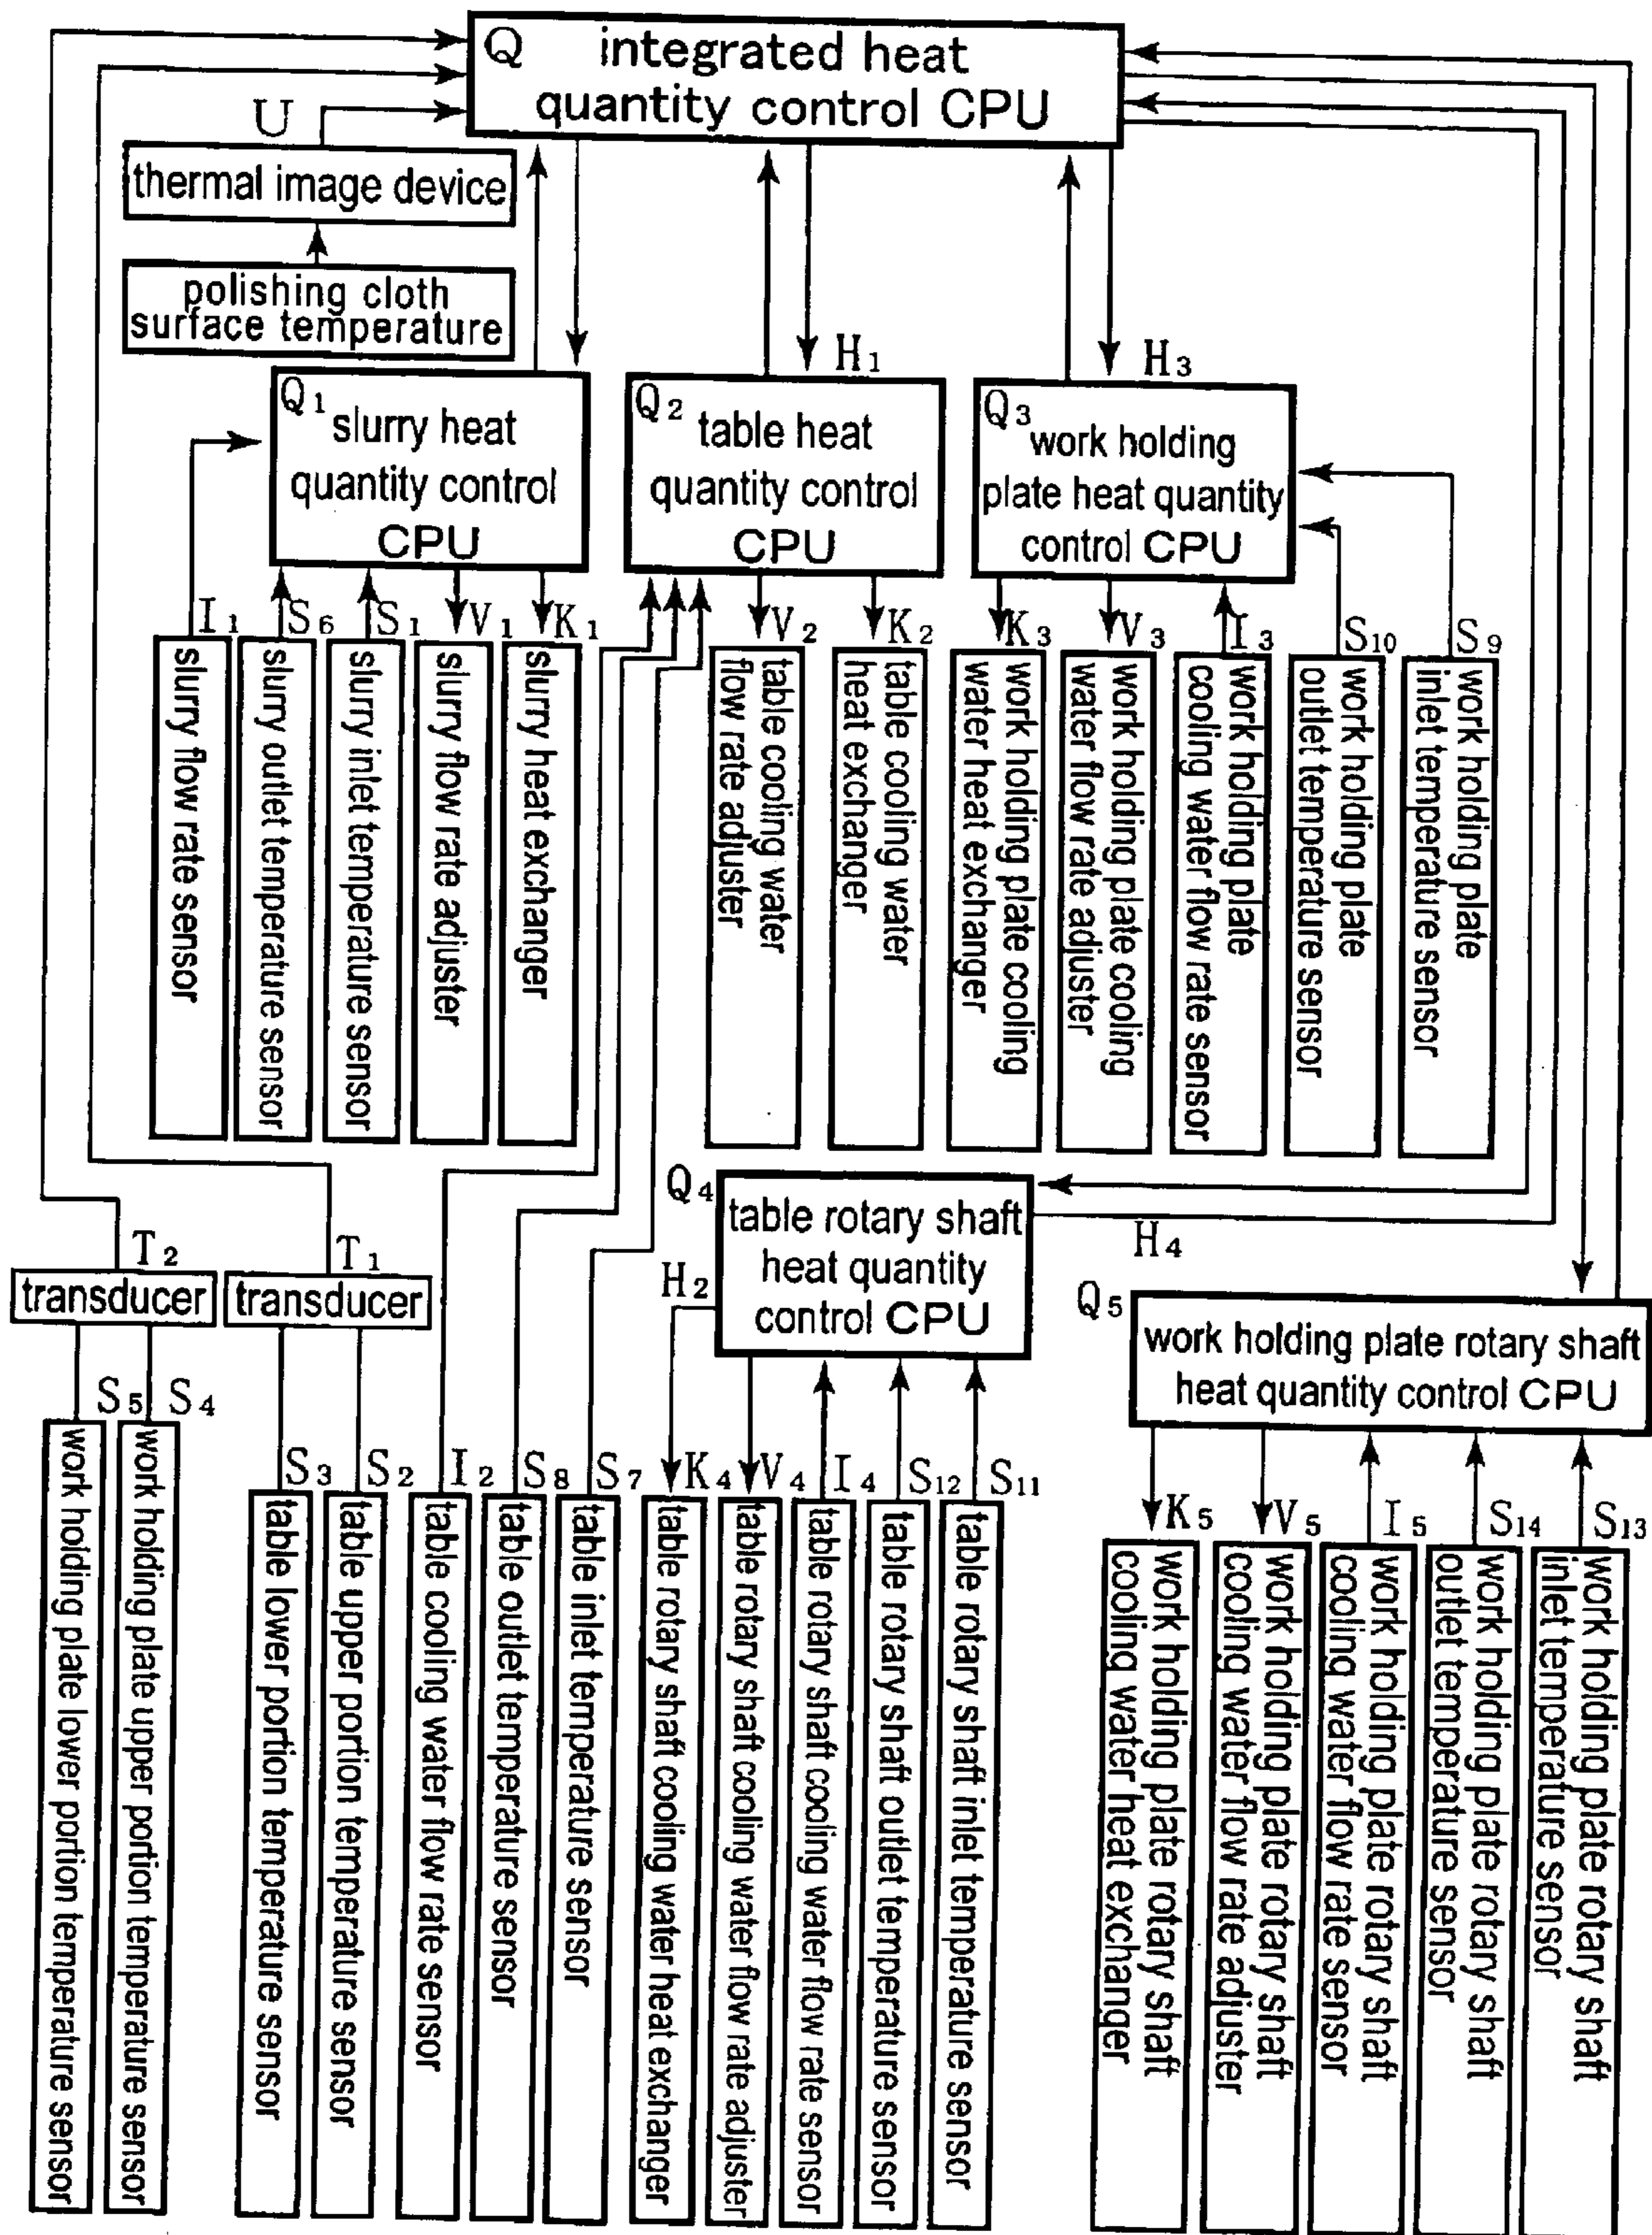 Q integrated heat
quantity control CPU
U
thermal image device
polishing cloth
surface temperature
H1
H3
Q1
slurry heat
quantity control
CPU
Q2
table heat
quantity control
CPU
Q3
work holding
plate heat quantity
control CPU
I1
S6
S1
V1
K1
V2
K2
K3
V3
I3
S10
S9
slurry flow rate sensor
slurry outlet temperature sensor
slurry inlet temperature sensor
slurry flow rate adjuster
slurry heat exchanger
table cooling water
flow rate adjuster
table cooling water
heat exchanger
work holding plate cooling
water heat exchanger
work holding plate cooling
water flow rate adjuster
work holding plate
cooling water flow rate sensor
work holding plate
outlet temperature sensor
work holding plate
inlet temperature sensor
Q4
table rotary shaft
heat quantity
control CPU
H4
H2
T2
transducer
T1
transducer
Q5
work holding plate rotary shaft
heat quantity control CPU
S5
S4
S3
S2
I2
S8
S7
K4
V4
I4
S12
S11
K5
V5
I5
S14
S13
work holding plate lower portion temperature sensor
work holding plate upper portion temperature sensor
table lower portion temperature sensor
table upper portion temperature sensor
table cooling water flow rate sensor
table outlet temperature sensor
table inlet temperature sensor
table rotary shaft cooling water heat exchanger
table rotary shaft cooling water flow rate adjuster
table rotary shaft cooling water flow rate sensor
table rotary shaft outlet temperature sensor
table rotary shaft inlet temperature sensor
work holding plate rotary shaft
cooling water heat exchanger
work holding plate rotary shaft
cooling water flow rate adjuster
work holding plate rotary shaft
cooling water flow rate sensor
work holding plate rotary shaft
outlet temperature sensor
work holding plate rotary shaft
inlet temperature sensor